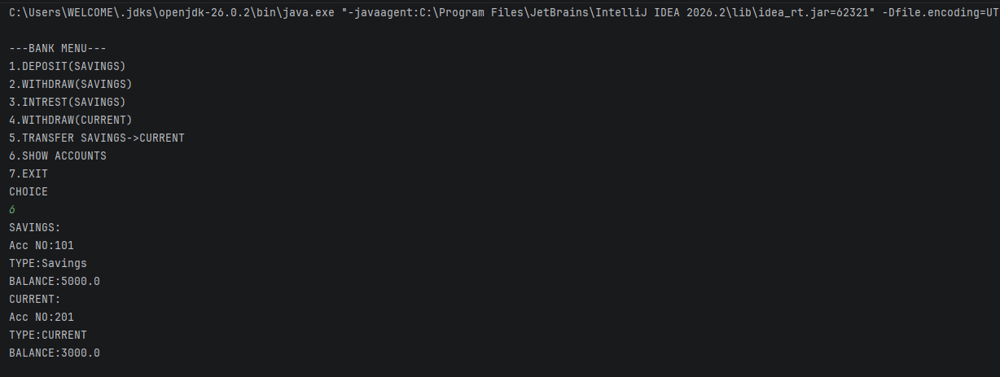 C:\Users\WELCOME\.jdks\openjdk-26.0.2\bin\java.exe "-javaagent:C:\Program Files\JetBrains\IntelliJ IDEA 2026.2\lib\idea_rt.jar=62321" -Dfile.encoding=UT
---BANK MENU---
1.DEPOSIT(SAVINGS)
2.WITHDRAW(SAVINGS)
3.INTREST(SAVINGS)
4.WITHDRAW(CURRENT)
5.TRANSFER SAVINGS->CURRENT
6.SHOW ACCOUNTS
7.EXIT
CHOICE
6
SAVINGS:
Acc NO:101
TYPE:Savings
BALANCE:5000.0
CURRENT:
Acc NO:201
TYPE:CURRENT
BALANCE:3000.0